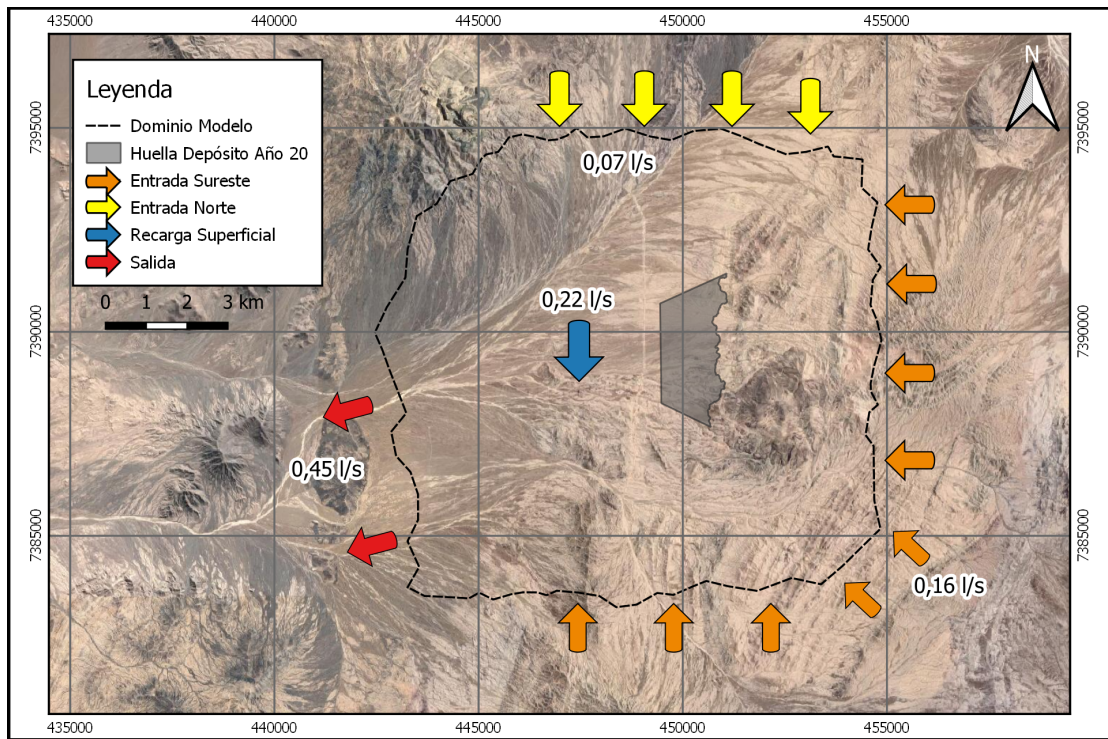 435000 440000 445000 450000 455000
N
Leyenda
Dominio Modelo
Huella Depósito Año 20
Entrada Sureste
Entrada Norte
Recarga Superficial
Salida
0 1 2 3 km
7395000 7395000
0,07 l/s
0,22 l/s
7390000 7390000
0,45 l/s
7385000 7385000
0,16 l/s
435000 440000 445000 450000 455000